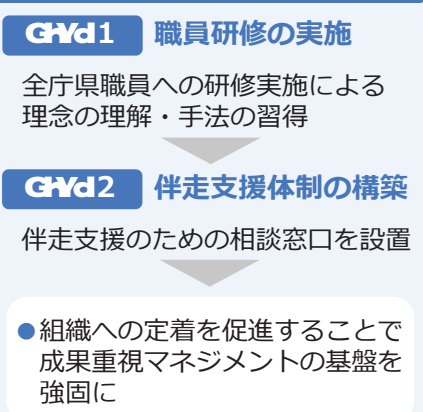 1 職員研修の実施
全庁県職員への研修実施による
理念の理解・手法の習得
2 伴走支援体制の構築
伴走支援のための相談窓口を設置
●組織への定着を促進することで
成果重視マネジメントの基盤を
強固に